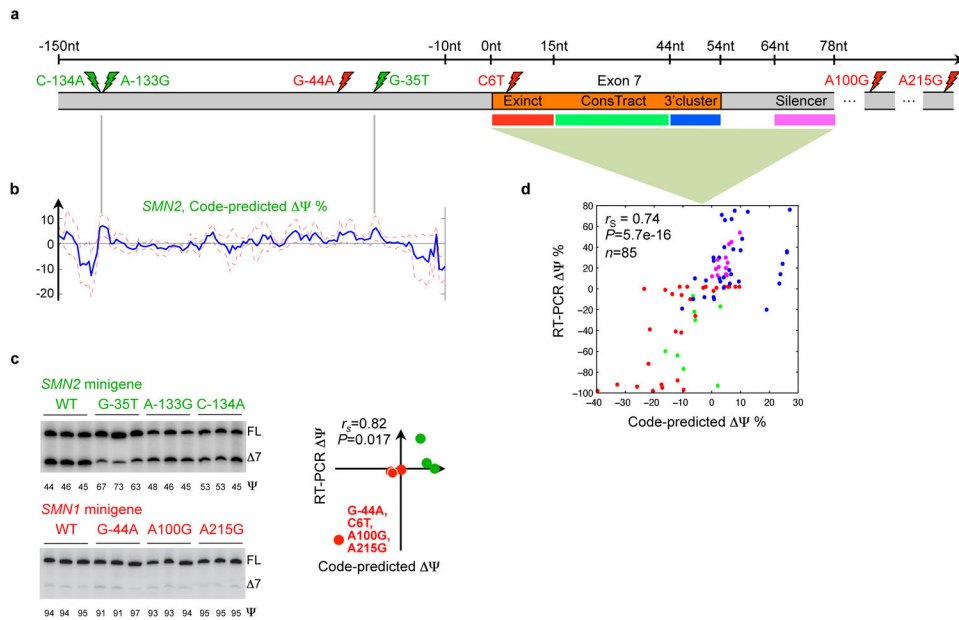 a
-150nt -10nt 0nt 15nt 44nt 54nt 64nt 78nt
C-134A A-133G G-44A G-35T C6T Exon 7 A100G A215G
Exinct ConsTract 3'cluster Silencer ... ...
b
SMN2, Code-predicted ΔΨ %
10
0
-10
-20
c
SMN2 minigene
WT G-35T A-133G C-134A
FL
Δ7
44 46 45 67 73 63 48 46 45 53 53 45 Ψ
SMN1 minigene
WT G-44A A100G A215G
FL
Δ7
94 94 95 91 91 97 93 93 94 95 95 95 Ψ
rs=0.82
P=0.017
RT-PCR ΔΨ
G-44A,
C6T,
A100G,
A215G
Code-predicted ΔΨ
d
rS = 0.74
P=5.7e-16
n=85
RT-PCR ΔΨ %
80
60
40
20
0
−20
−40
−60
−80
−100
−40 −30 −20 −10 0 10 20 30
Code-predicted ΔΨ %